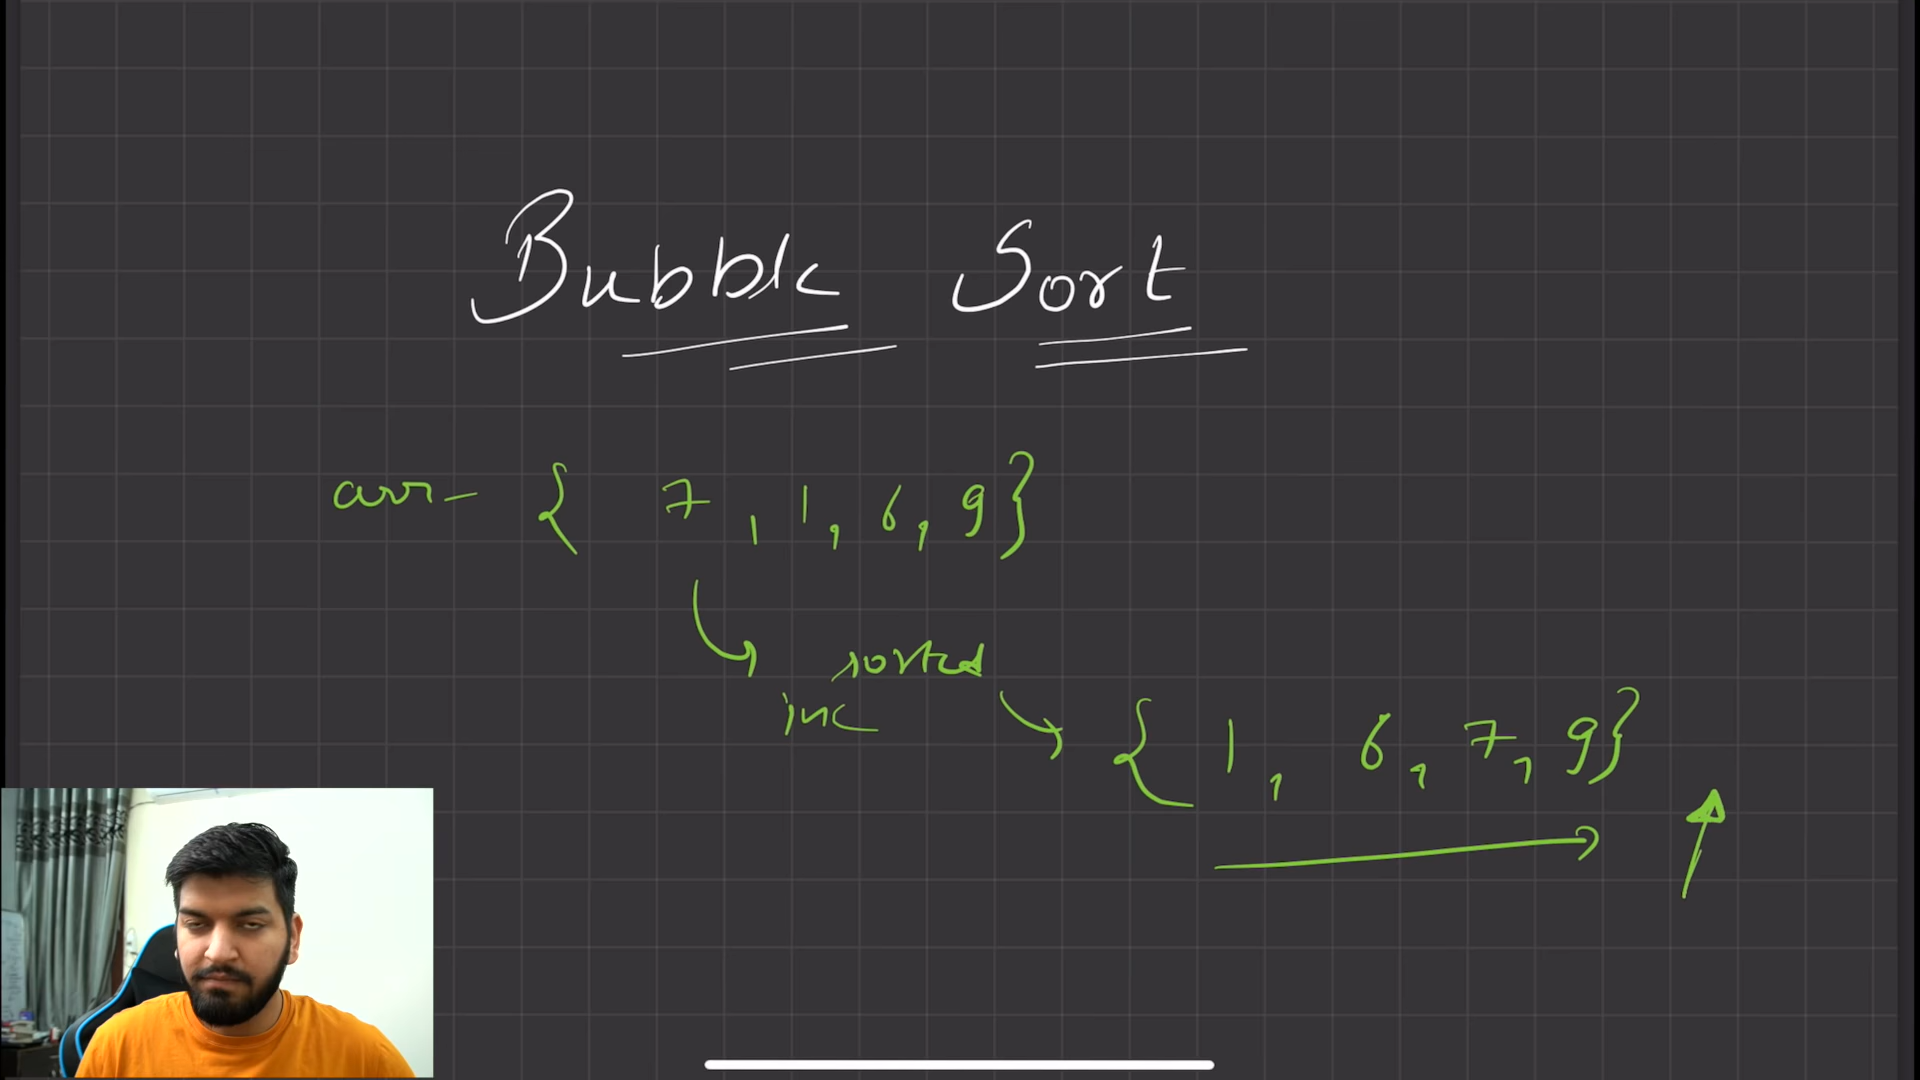 Bubble Sort
arr - { 7, 1, 6, 9}
sorted
inc
{ 1, 6, 7, 9}